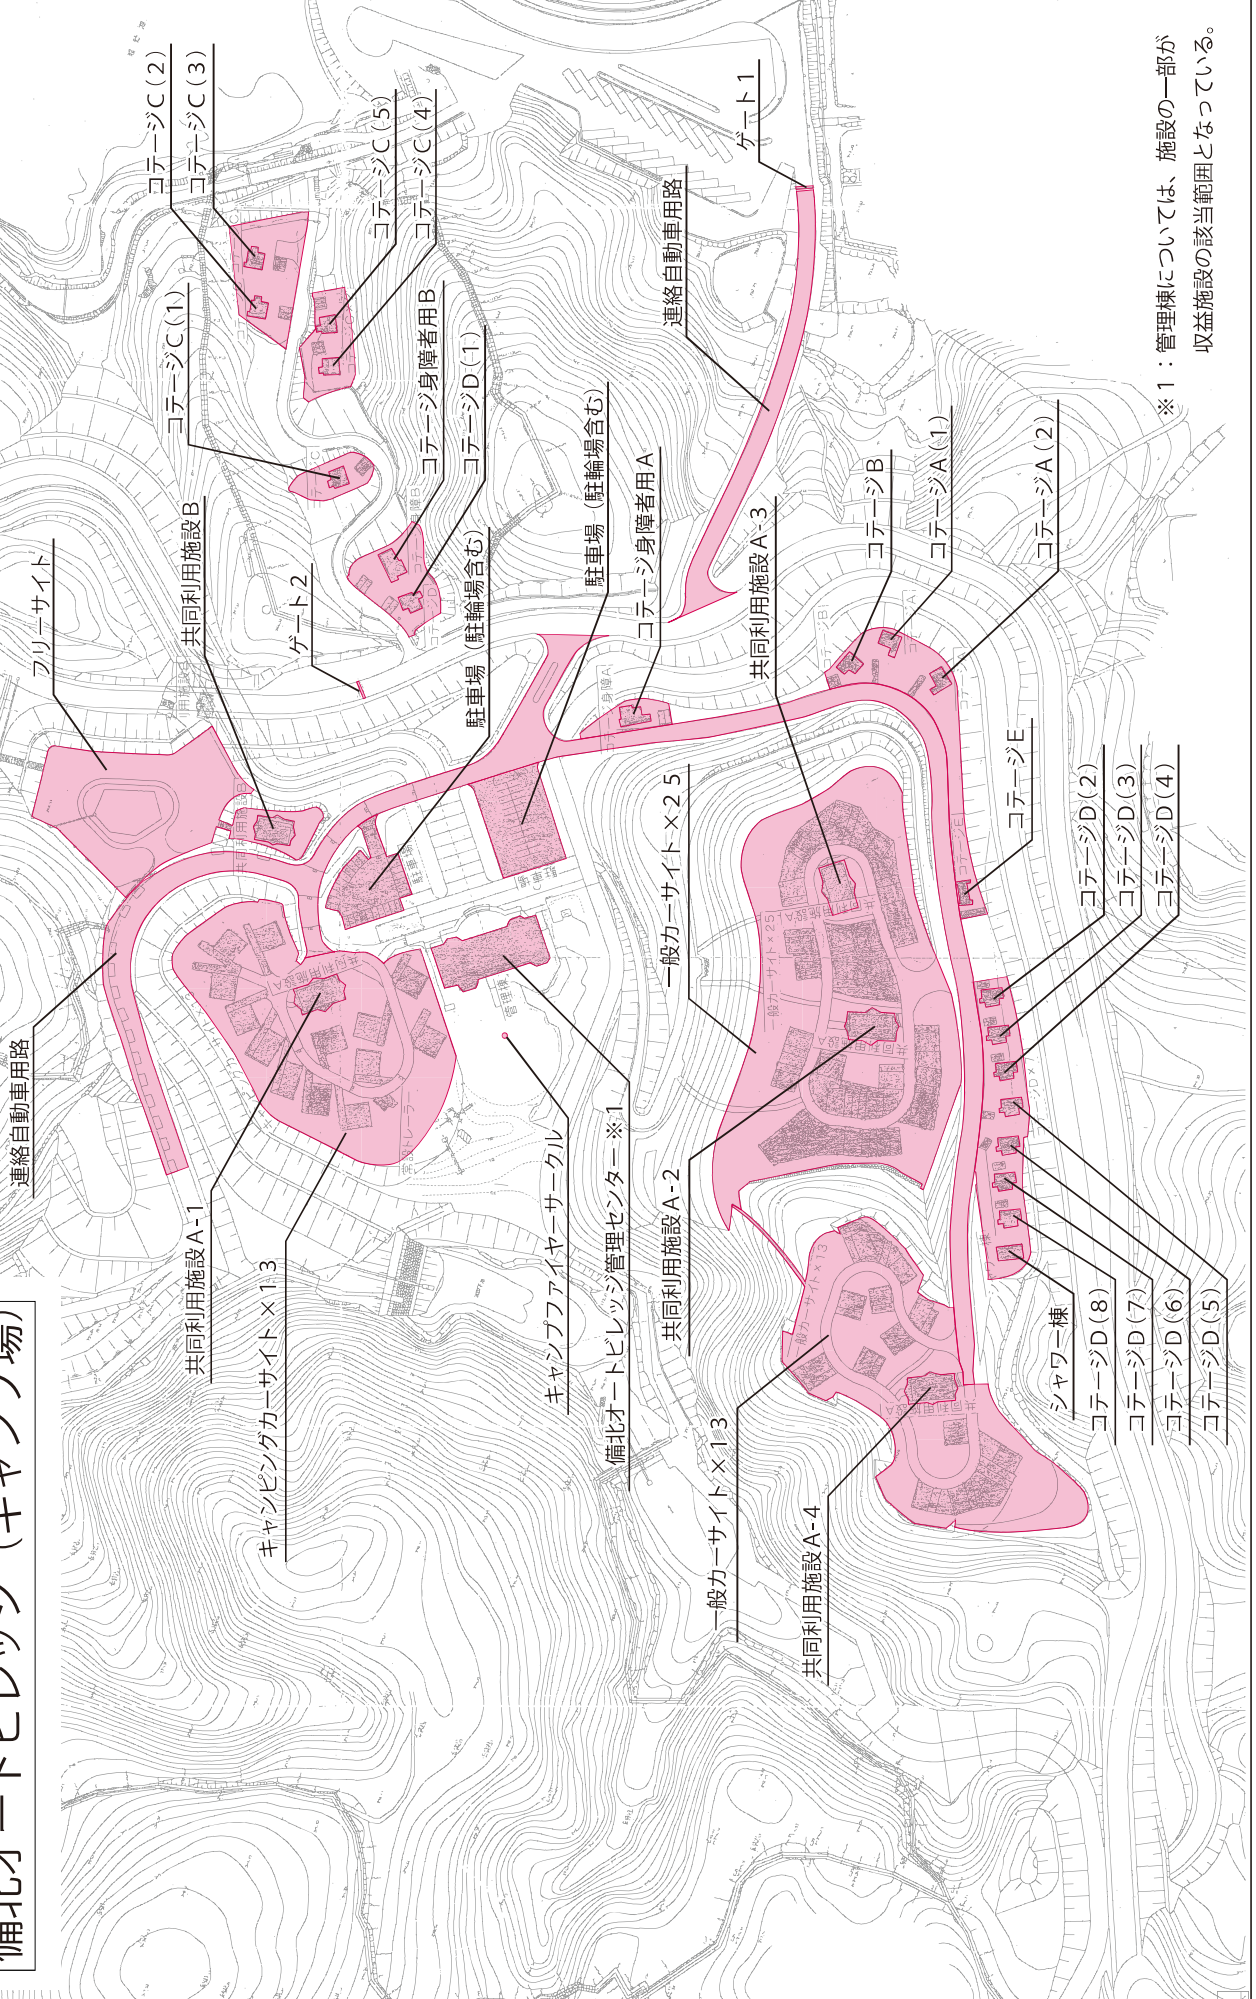 備北オートビレッジ（キャンプ場）
連絡自動車用路
フリーサイト
共同利用施設A-1
キャンピングカーサイト×13
共同利用施設B
ゲート2
コテージC（1）
コテージC（2）
コテージC（3）
コテージC（5）
コテージC（4）
コテージ身障者用B
コテージD（1）
駐車場（駐輪場含む）
駐車場（駐輪場含む）
コテージ身障者用A
連絡自動車用路
ゲート1
キャンプファイヤーサークル
備北オートビレッジ管理センター※1
共同利用施設A-2
一般カーサイト×25
共同利用施設A-3
コテージB
コテージA（1）
コテージA（2）
コテージE
コテージD（2）
コテージD（3）
コテージD（4）
一般カーサイト×13
共同利用施設A-4
シャワー棟
コテージD（8）
コテージD（7）
コテージD（6）
コテージD（5）
※1：管理棟については、施設の一部が
収益施設の該当範囲となっている。